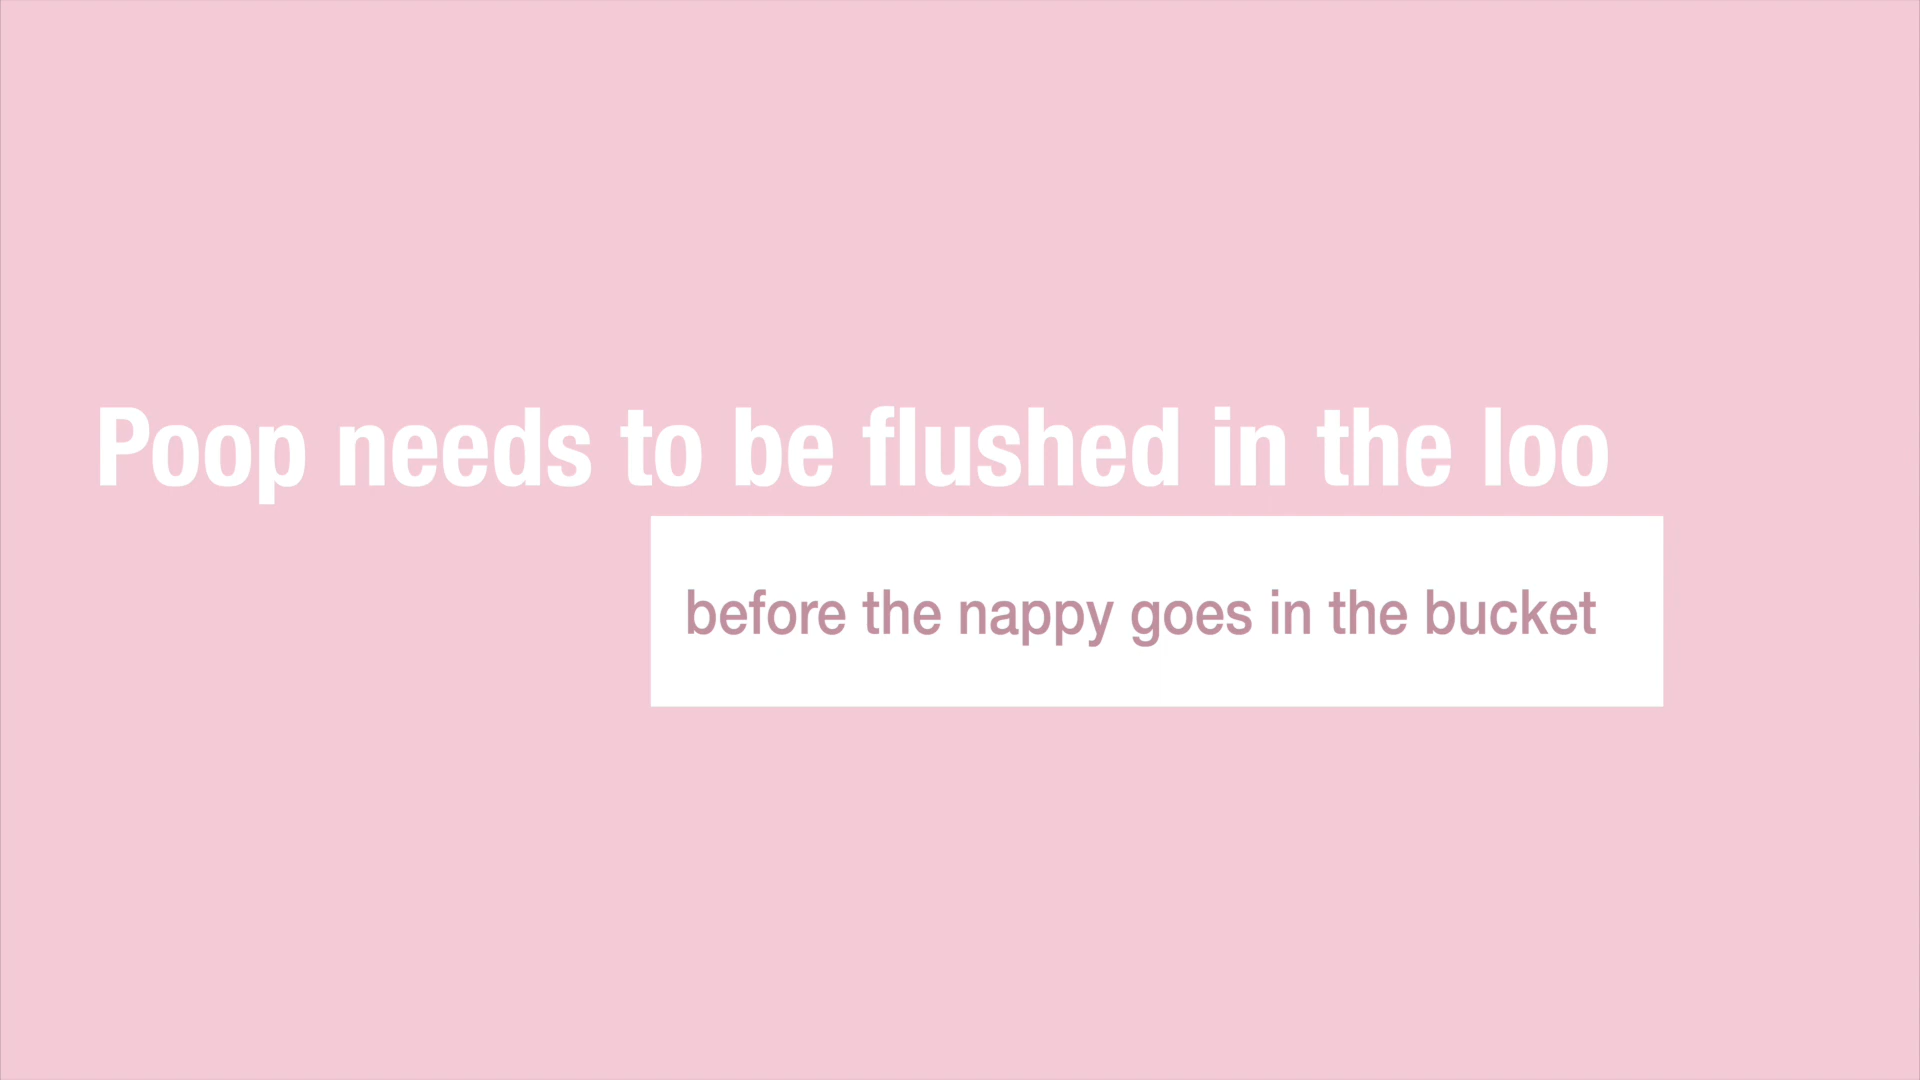 Poop needs to be flushed in the loo
before the nappy goes in the bucket